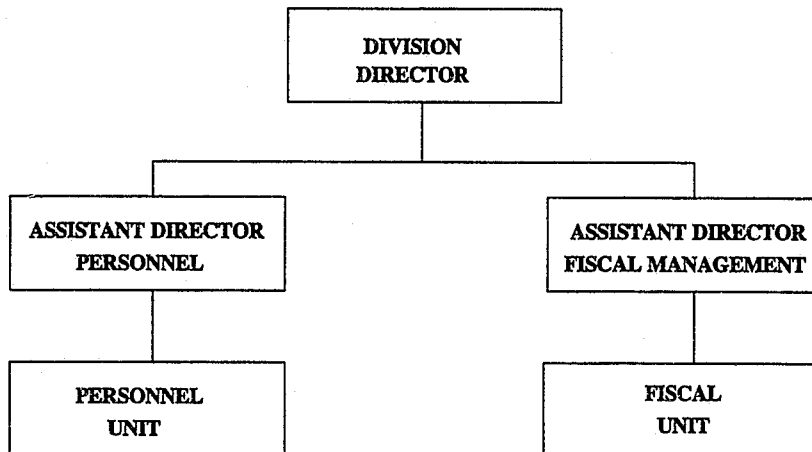 DIVISION
DIRECTOR
ASSISTANT DIRECTOR
PERSONNEL
ASSISTANT DIRECTOR
FISCAL MANAGEMENT
PERSONNEL
UNIT
FISCAL
UNIT